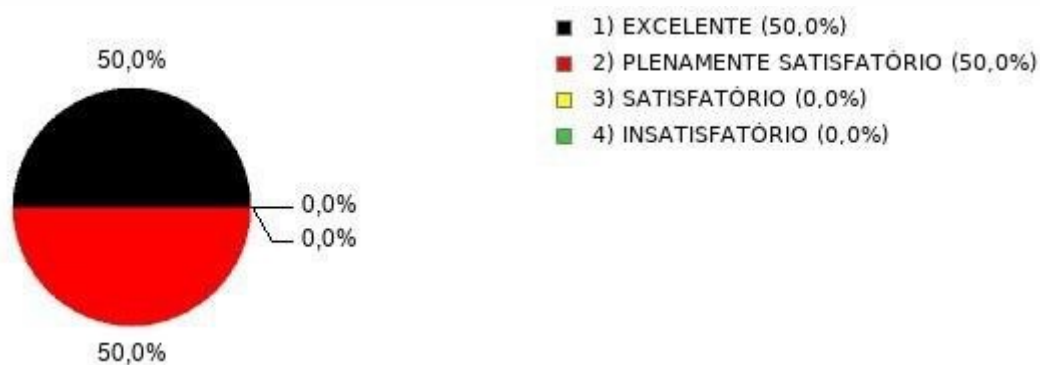 50,0%
0,0%
0,0%
50,0%
1) EXCELENTE (50,0%)
2) PLENAMENTE SATISFATÓRIO (50,0%)
3) SATISFATÓRIO (0,0%)
4) INSATISFATÓRIO (0,0%)